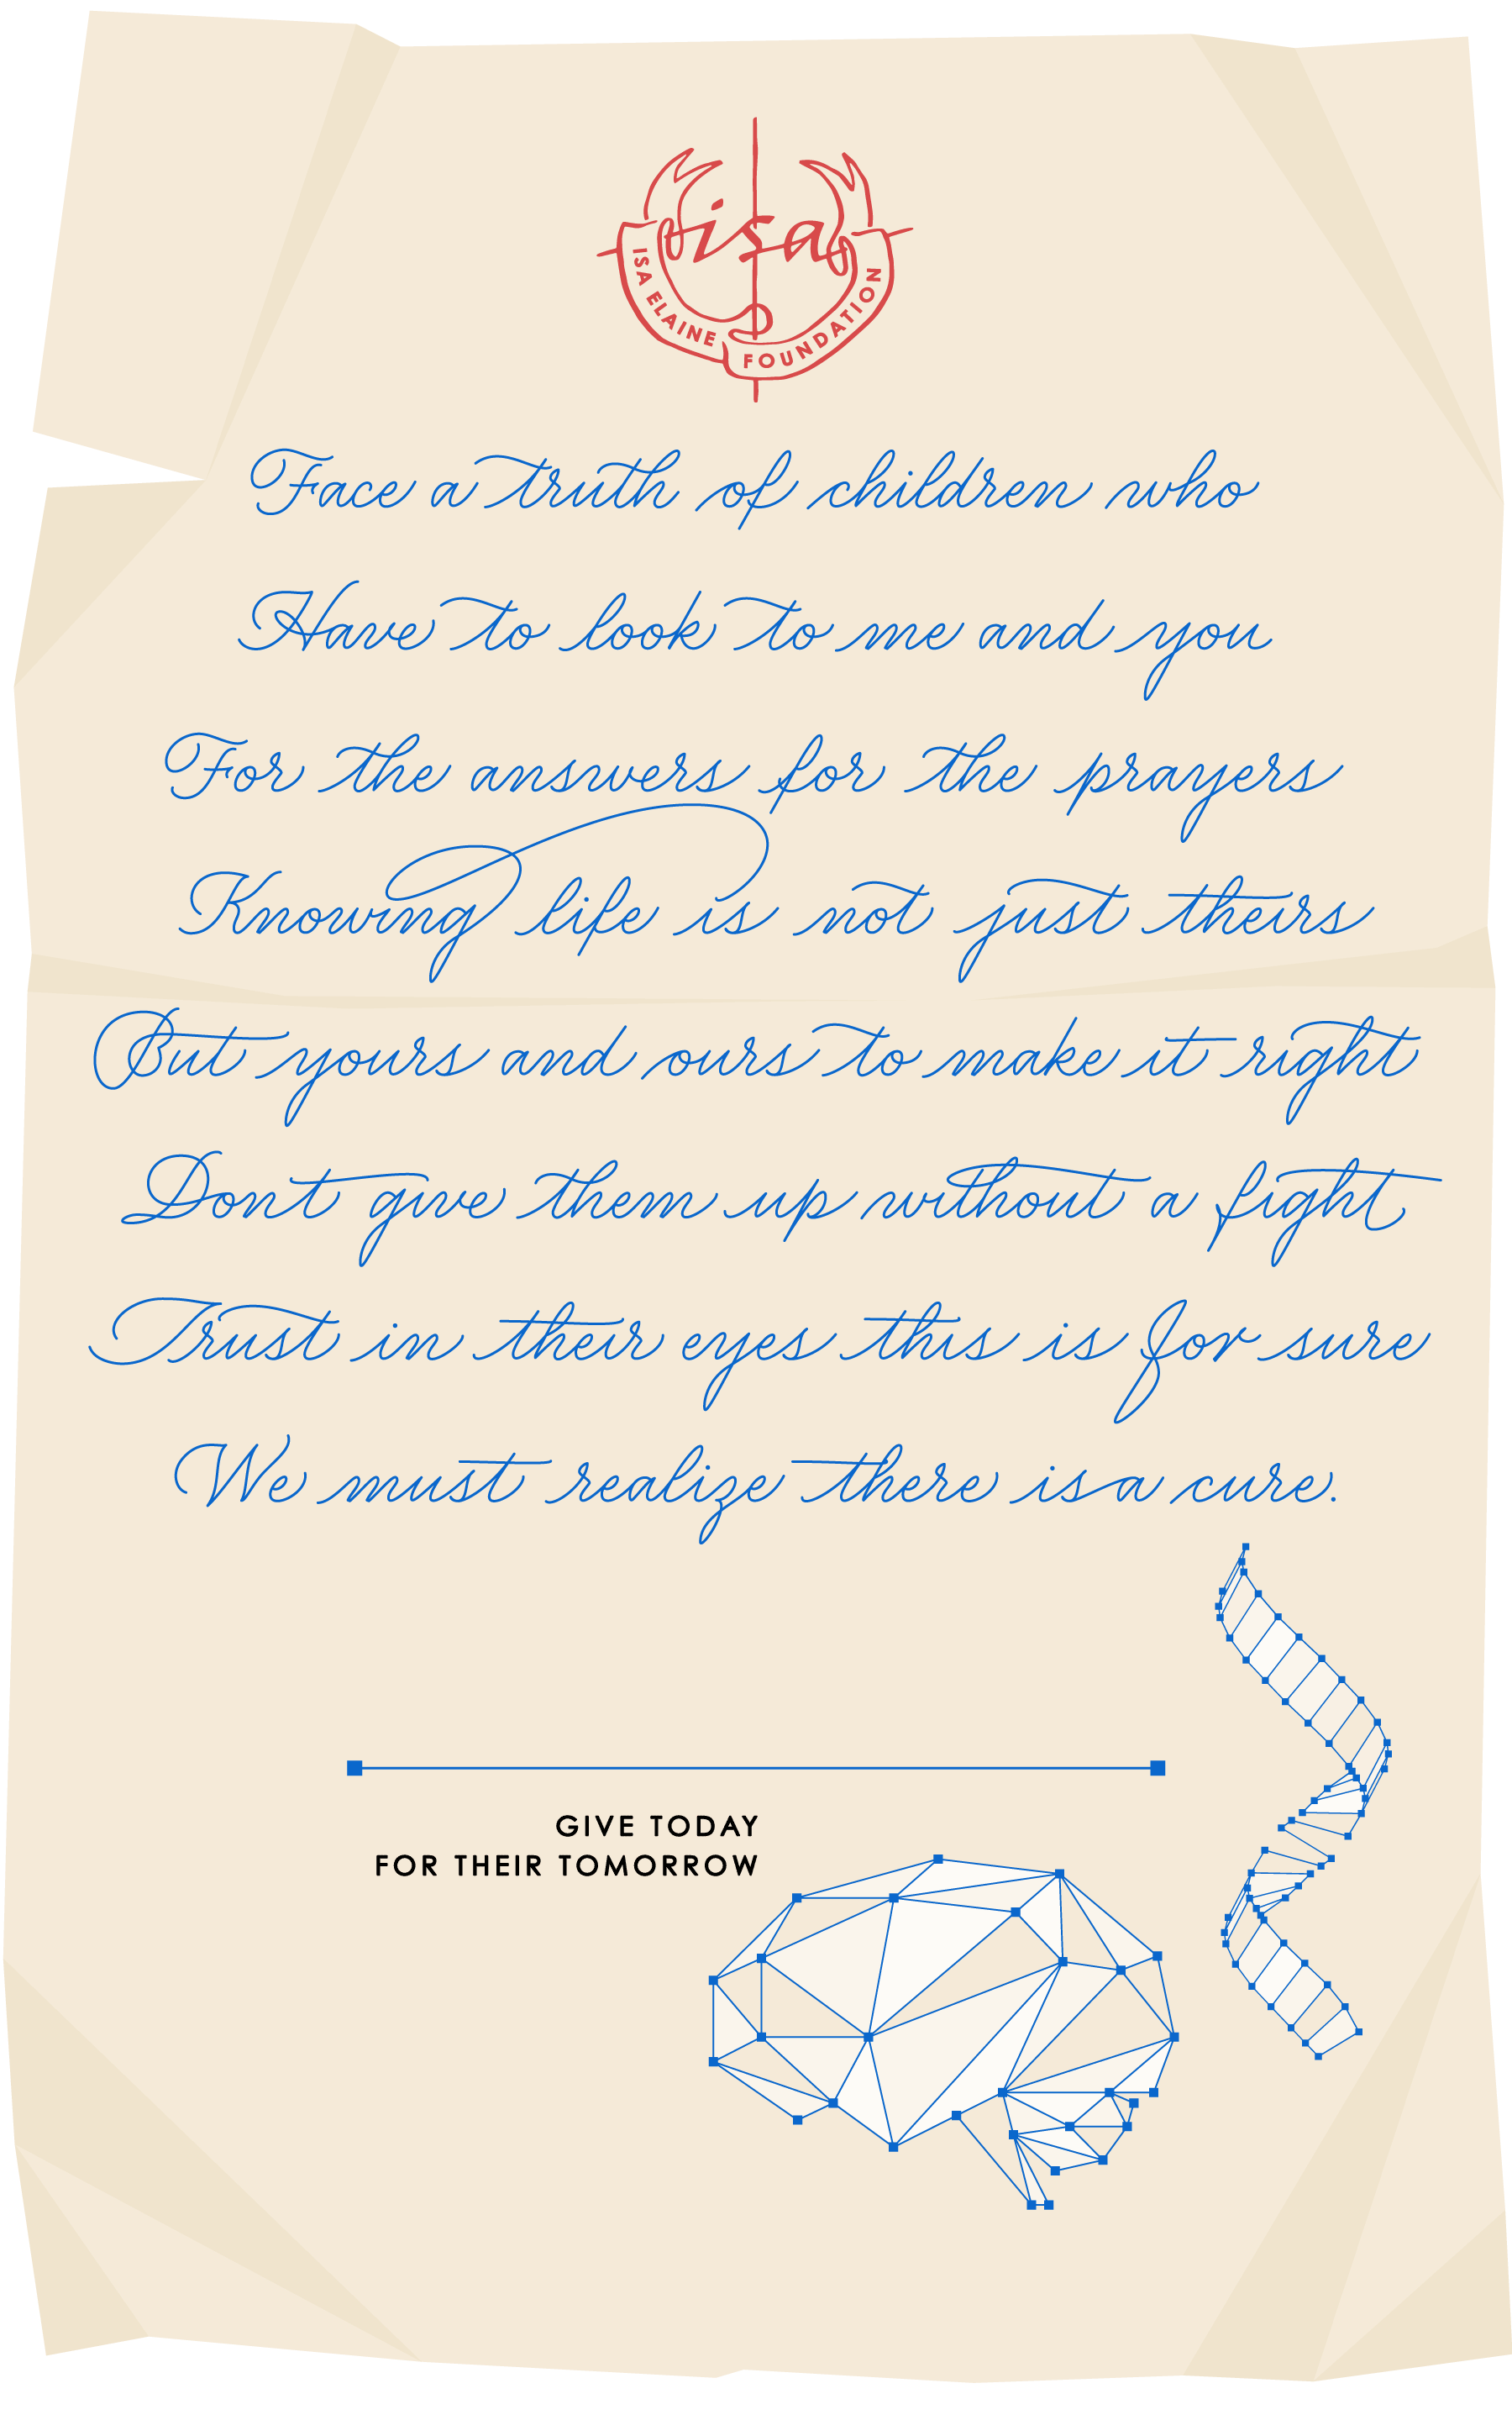 isa
ISA ELAINE FOUNDATION
Face a truth of children who
Have to look to me and you
For the answers for the prayers
Knowing life is not just theirs
But yours and ours to make it right
Dont give them up without a fight
Trust in their eyes this is for sure
We must realize there isa cure.
GIVE TODAY
FOR THEIR TOMORROW